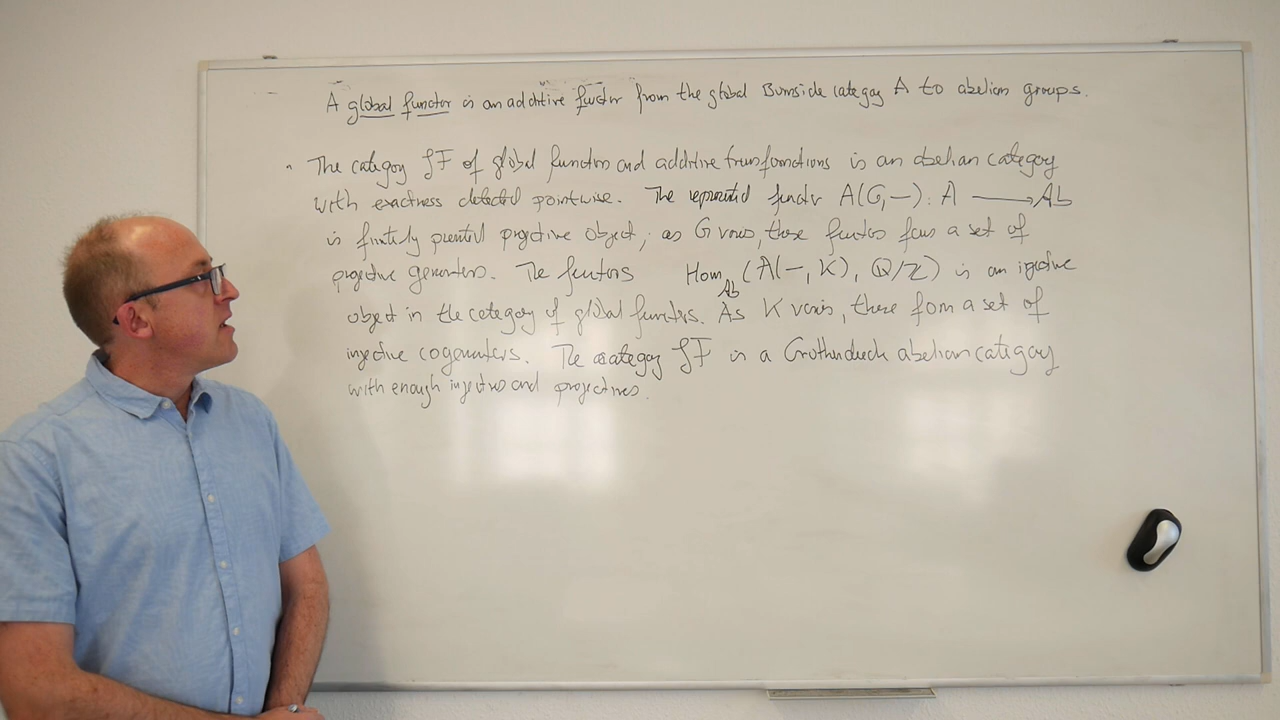 A global functor is an additive functor from the global Burnside category A to abelian groups.
The category GF of global functors and additive transformations is an abelian category
with exactness detected pointwise. The represented functor A(G,−): A ⟶ Ab
is finitely presented projective object; as G varies, these functors form a set of
projective generators. The functors Hom_Ab (A(−, K), Q/Z) is an injective
object in the category of global functors. As K varies, these form a set of
injective cogenerators. The category GF is a Grothendieck abelian category
with enough injectives and projectives.